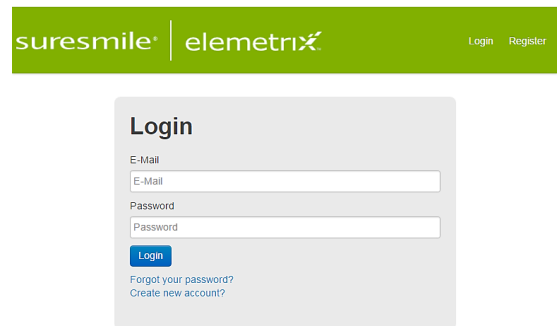 suresmile® | elemetrix
Login Register
Login
E-Mail
E-Mail
Password
Password
Login
Forgot your password?
Create new account?